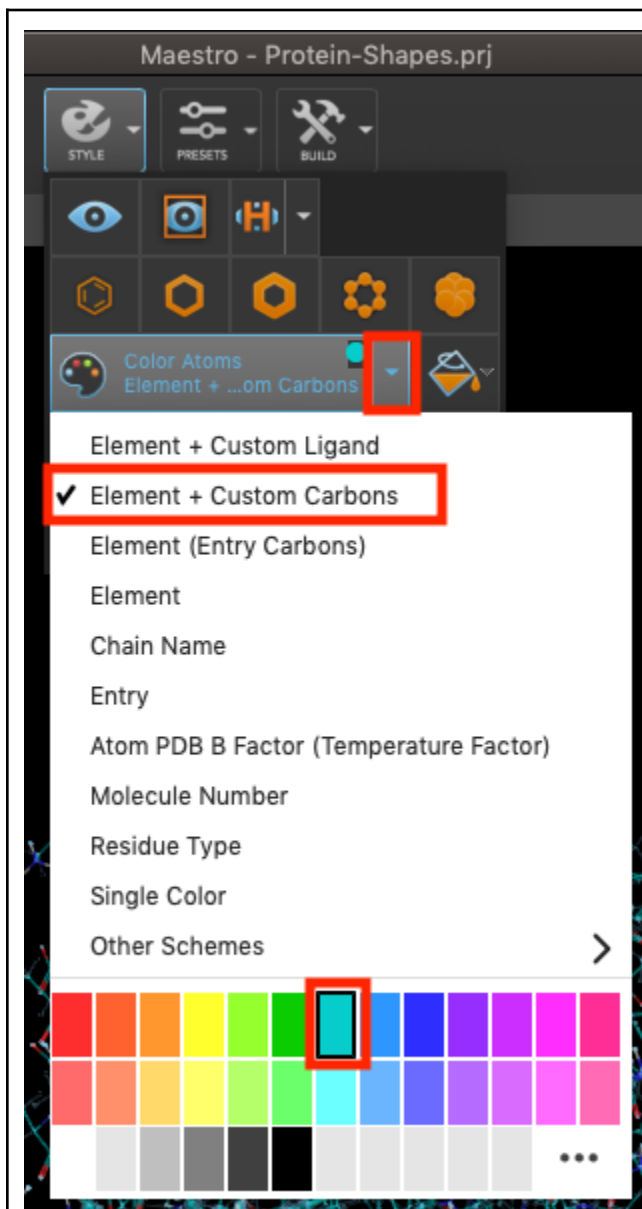 Maestro - Protein-Shapes.prj
STYLE
PRESETS
BUILD
H
Color Atoms
Element + ...om Carbons
Element + Custom Ligand
✔ Element + Custom Carbons
Element (Entry Carbons)
Element
Chain Name
Entry
Atom PDB B Factor (Temperature Factor)
Molecule Number
Residue Type
Single Color
Other Schemes